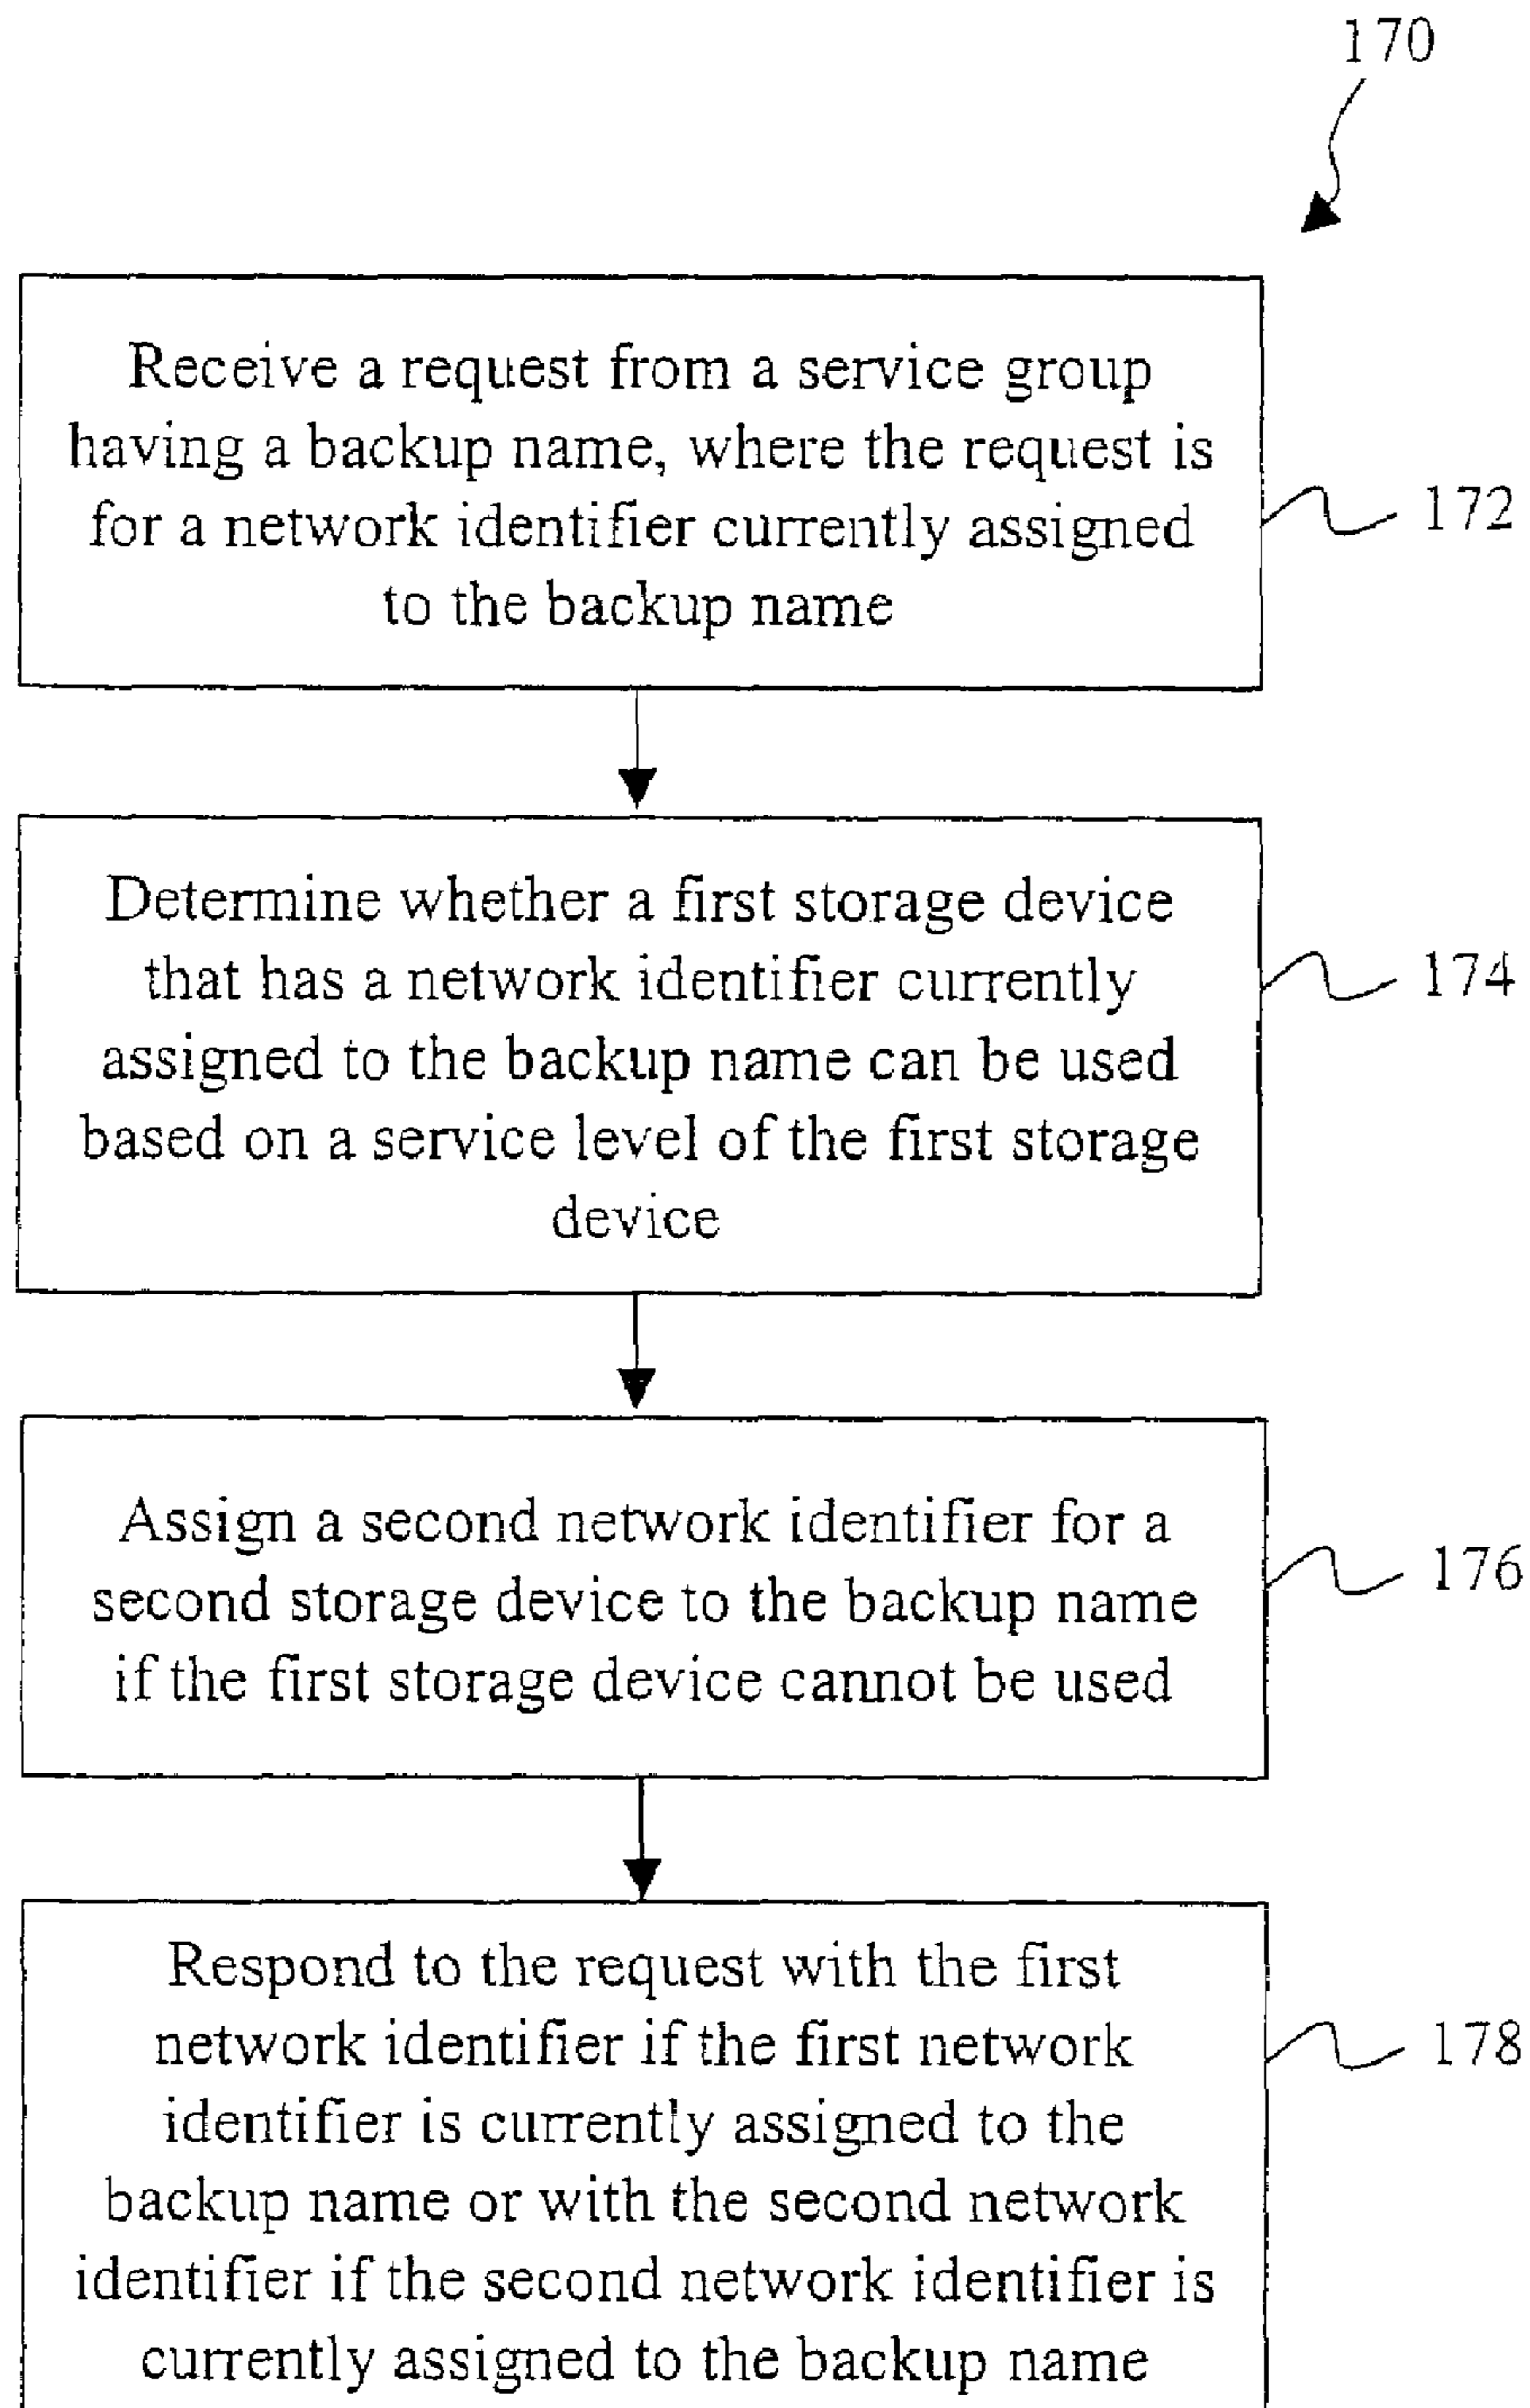 170
Receive a request from a service group
having a backup name, where the request is
for a network identifier currently assigned
to the backup name
172
Determine whether a first storage device
that has a network identifier currently
assigned to the backup name can be used
based on a service level of the first storage
device
174
Assign a second network identifier for a
second storage device to the backup name
if the first storage device cannot be used
176
Respond to the request with the first
network identifier if the first network
identifier is currently assigned to the
backup name or with the second network
identifier if the second network identifier is
currently assigned to the backup name
178